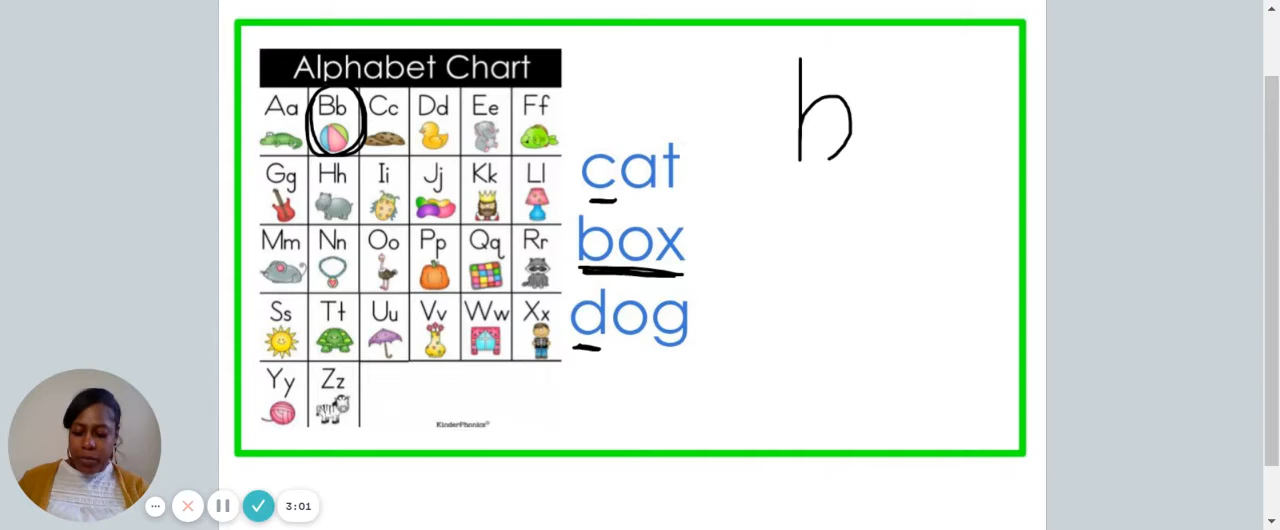 Alphabet Chart
Aa Bb Cc Dd Ee Ff
Gg Hh Ii Jj Kk Ll
Mm Nn Oo Pp Qq Rr
Ss Tt Uu Vv Ww Xx
Yy Zz
KinderPhonics®
cat
box
dog
b
3:01